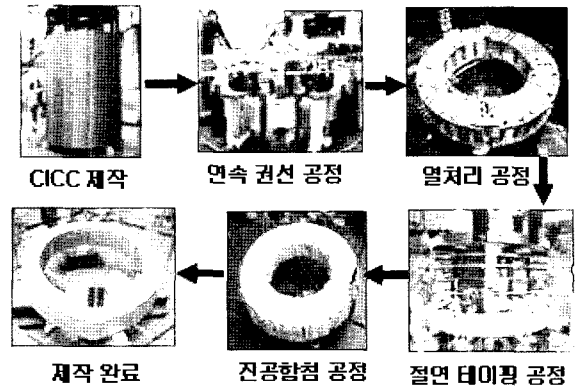 CICC 제작
연속 권선 공정
열처리 공정
제작 완료
진공함침 공정
절연 테이핑 공정